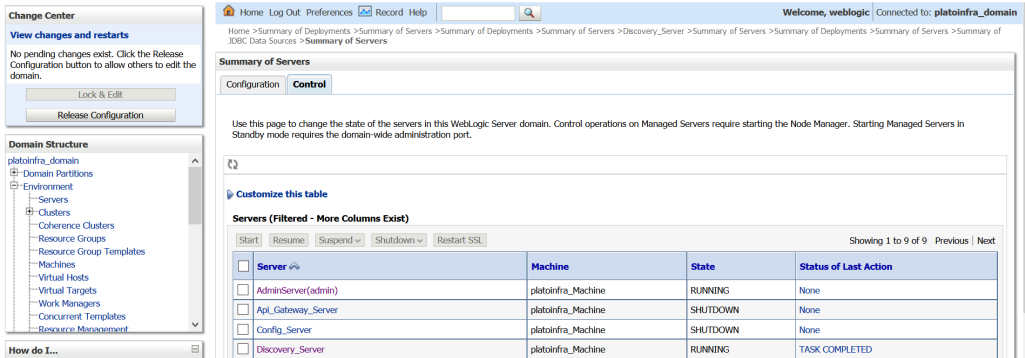 Change Center
View changes and restarts
No pending changes exist. Click the Release
Configuration button to allow others to edit the
domain.
Lock & Edit
Release Configuration
Domain Structure
platoinfra_domain
Domain Partitions
Environment
Servers
Clusters
Coherence Clusters
Resource Groups
Resource Group Templates
Machines
Virtual Hosts
Virtual Targets
Work Managers
Concurrent Templates
Resource Management
How do I...
Home Log Out Preferences Record Help
Welcome, weblogic Connected to: platoinfra_domain
Home >Summary of Deployments >Summary of Servers >Summary of Deployments >Summary of Servers >Discovery_Server >Summary of Servers >Summary of Deployments >Summary of Servers >Summary of
JDBC Data Sources >Summary of Servers
Summary of Servers
Configuration Control
Use this page to change the state of the servers in this WebLogic Server domain. Control operations on Managed Servers require starting the Node Manager. Starting Managed Servers in
Standby mode requires the domain-wide administration port.
Customize this table
Servers (Filtered - More Columns Exist)
Start Resume Suspend Shutdown Restart SSL Showing 1 to 9 of 9 Previous Next
Server Machine State Status of Last Action
AdminServer(admin) platoinfra_Machine RUNNING None
Api_Gateway_Server platoinfra_Machine SHUTDOWN None
Config_Server platoinfra_Machine SHUTDOWN None
Discovery_Server platoinfra_Machine RUNNING TASK COMPLETED